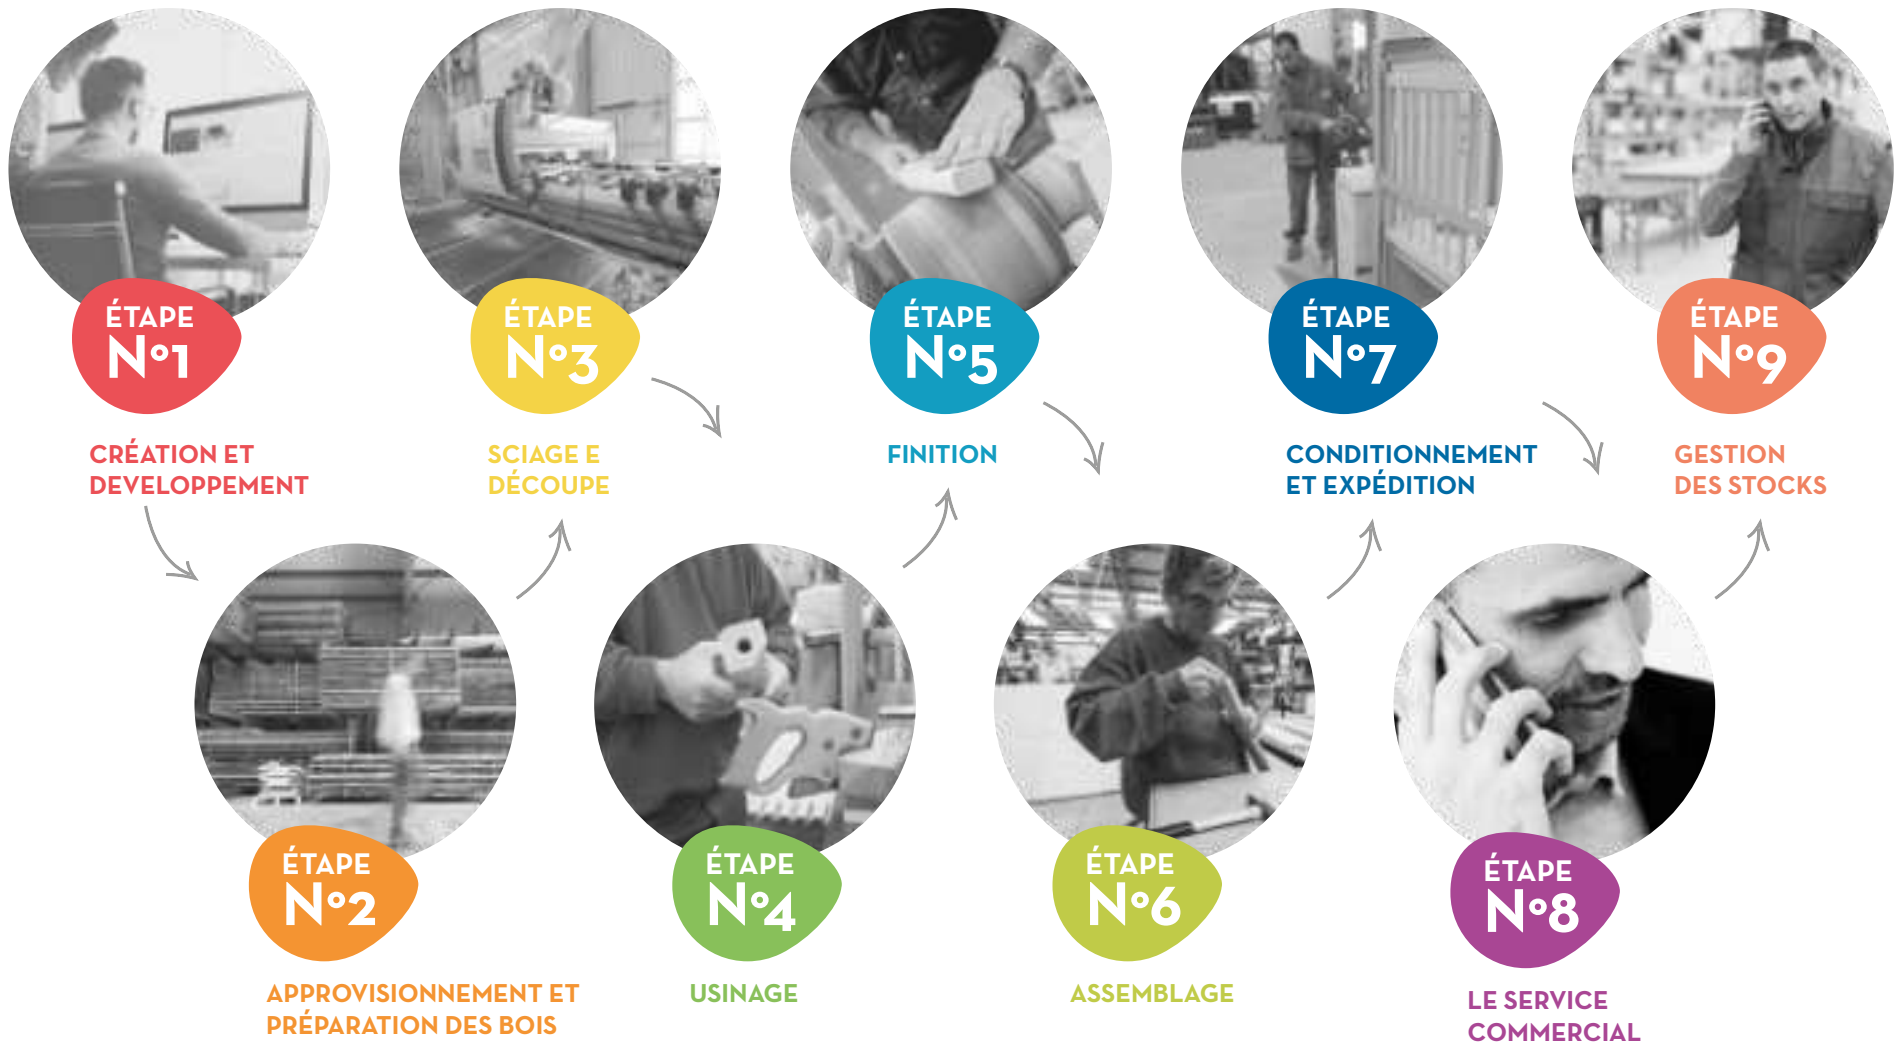 ÉTAPE
N°1
CRÉATION ET
DEVELOPPEMENT
ÉTAPE
N°2
APPROVISIONNEMENT ET
PRÉPARATION DES BOIS
ÉTAPE
N°3
SCIAGE E
DÉCOUPE
ÉTAPE
N°4
USINAGE
ÉTAPE
N°5
FINITION
ÉTAPE
N°6
ASSEMBLAGE
ÉTAPE
N°7
CONDITIONNEMENT
ET EXPÉDITION
ÉTAPE
N°8
LE SERVICE
COMMERCIAL
ÉTAPE
N°9
GESTION
DES STOCKS